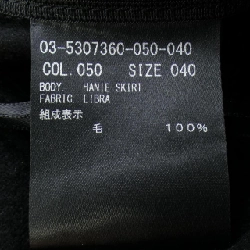 03-5307360-050-040
COL.050 SIZE 040
BODY. HANIE SKIRT
FABRIC LIBRA
組成表示
毛 100%